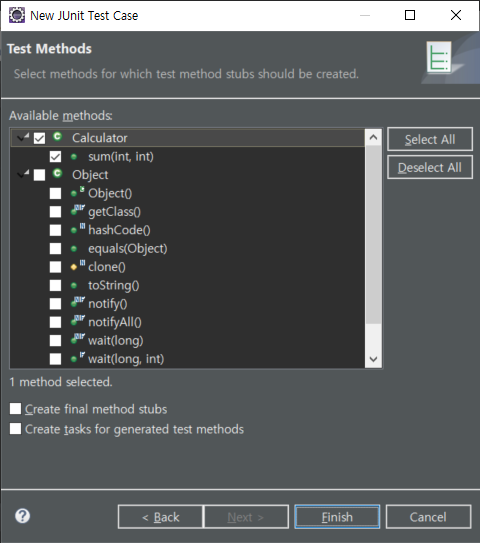 New JUnit Test Case
Test Methods
Select methods for which test method stubs should be created.
Available methods:
Calculator
sum(int, int)
Object
Object()
getClass()
hashCode()
equals(Object)
clone()
toString()
notify()
notifyAll()
wait(long)
wait(long, int)
Select All
Deselect All
1 method selected.
Create final method stubs
Create tasks for generated test methods
< Back
Next >
Finish
Cancel